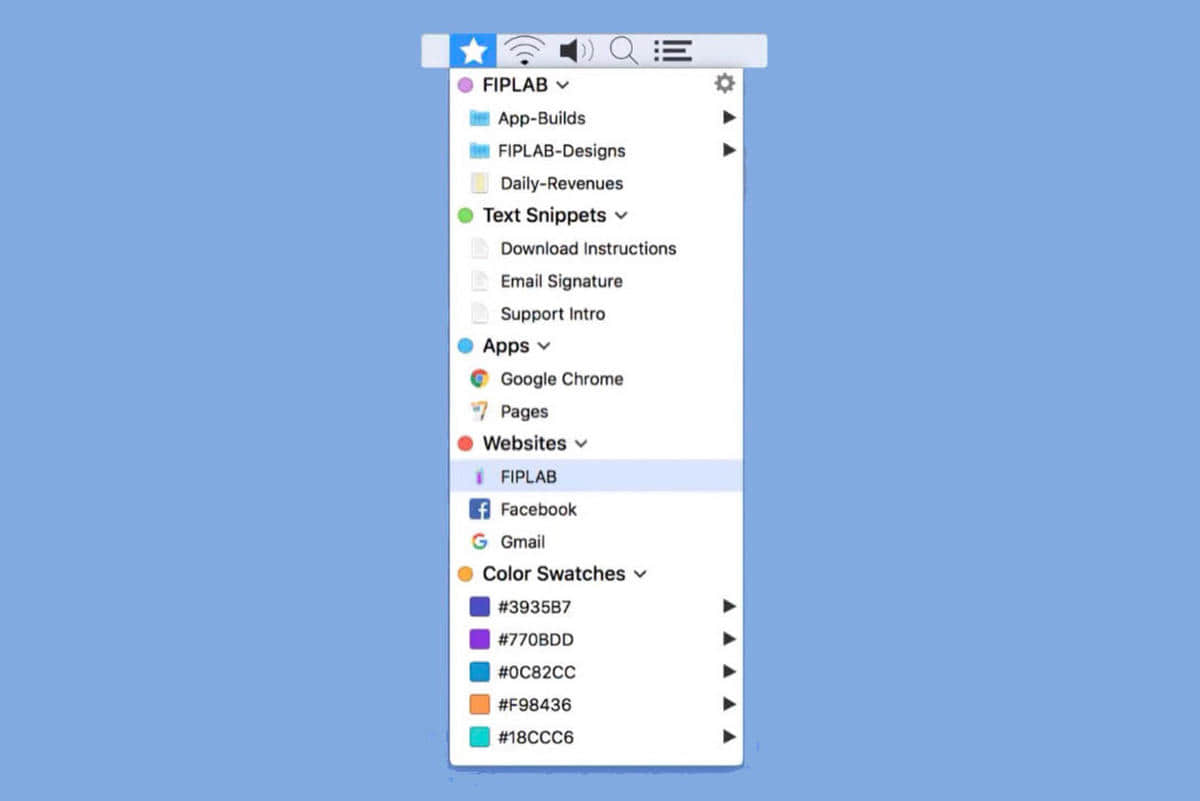 FIPLAB
App-Builds
FIPLAB-Designs
Daily-Revenues
Text Snippets
Download Instructions
Email Signature
Support Intro
Apps
Google Chrome
Pages
Websites
FIPLAB
Facebook
Gmail
Color Swatches
#3935B7
#770BDD
#0C82CC
#F98436
#18CCC6